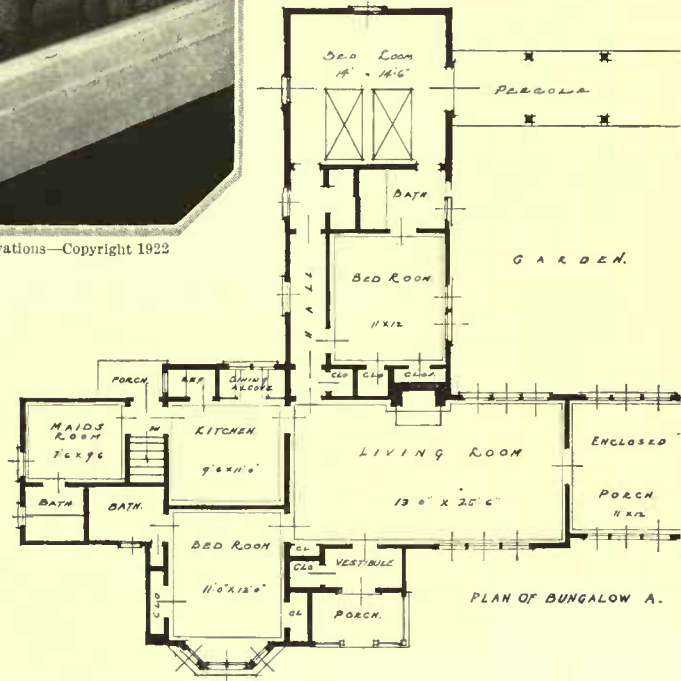 BED ROOM
14' x 14'6"
PERGOLA
BATH
vations—Copyright 1922
GARDEN.
HALL
BED ROOM
11 X 12
PORCH.
REF
DINING
ALCOVE
CLO
CLO
CLOS.
MAIDS
ROOM
7'6 X 9'6
KITCHEN
9'6 X 11'6"
LIVING ROOM
13'0" X 25'6"
ENCLOSED
PORCH
11 X 12
BATH
BATH.
BED ROOM
11'0" X 12'0"
CL
CLO
VESTIBULE
CLO
CL
PORCH.
PLAN OF BUNGALOW A.